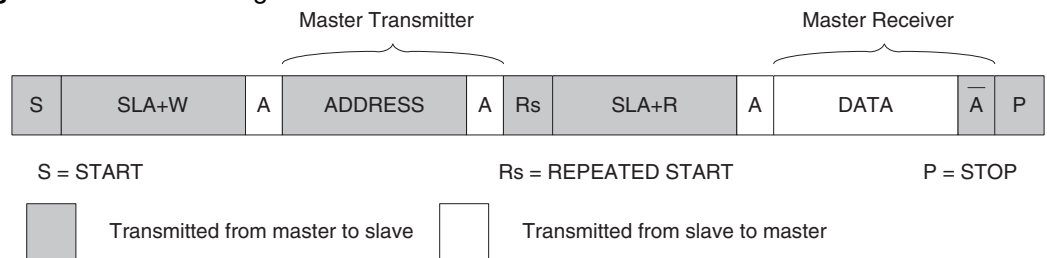 Master Transmitter Master Receiver
S SLA+W A ADDRESS A Rs SLA+R A DATA A̅ P
S = START Rs = REPEATED START P = STOP
Transmitted from master to slave Transmitted from slave to master